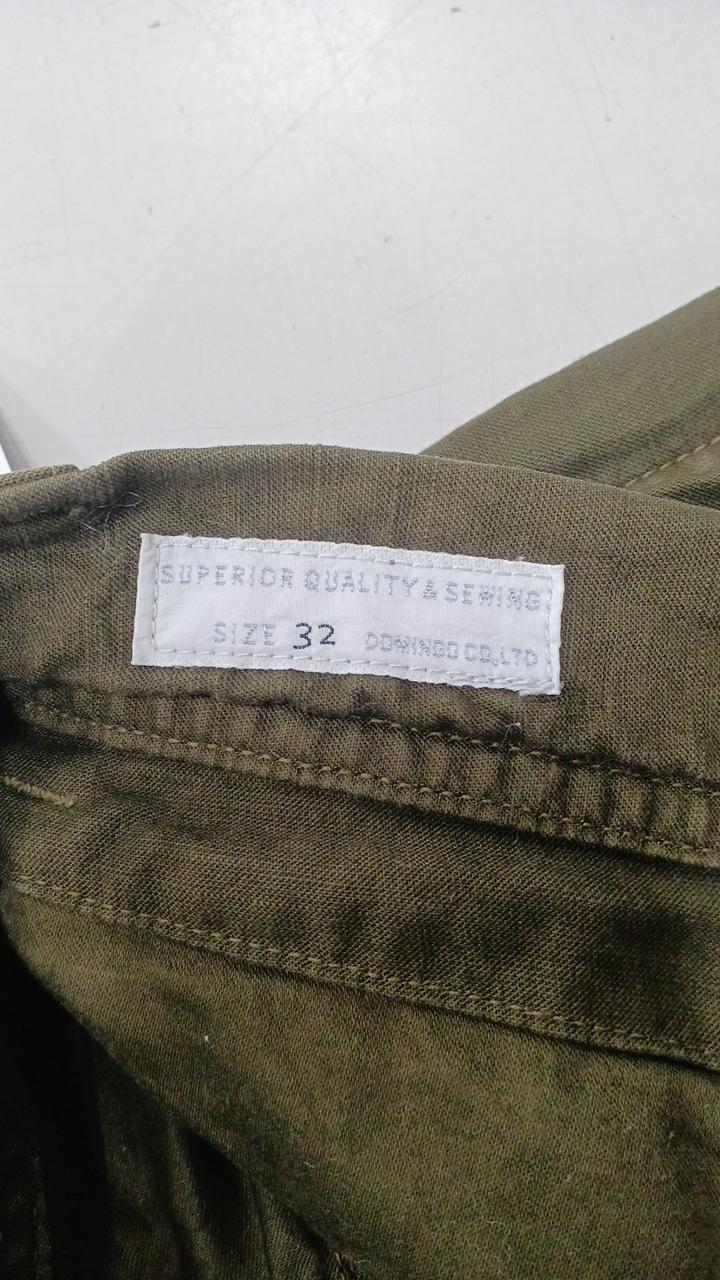 SUPERIOR QUALITY & SEWING
SIZE 32 DOMINGO CO.,LTD